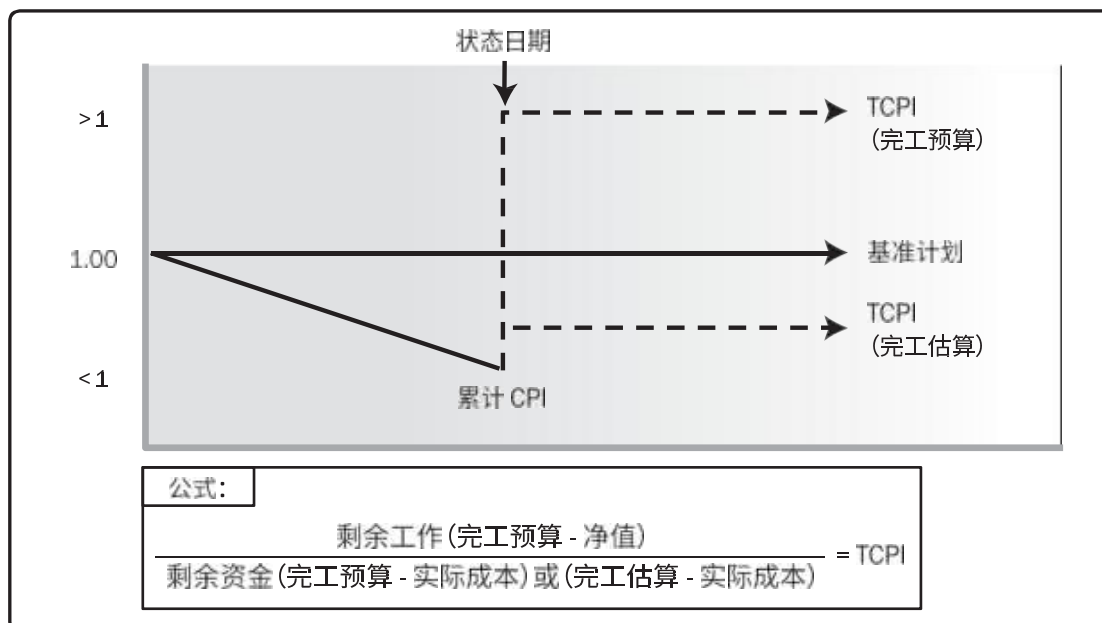 状态日期
>1
TCPI
(完工预算)
1.00
基准计划
TCPI
(完工估算)
<1
累计 CPI
公式:
剩余工作(完工预算 - 净值)
= TCPI
剩余资金(完工预算 - 实际成本)或(完工估算 - 实际成本)